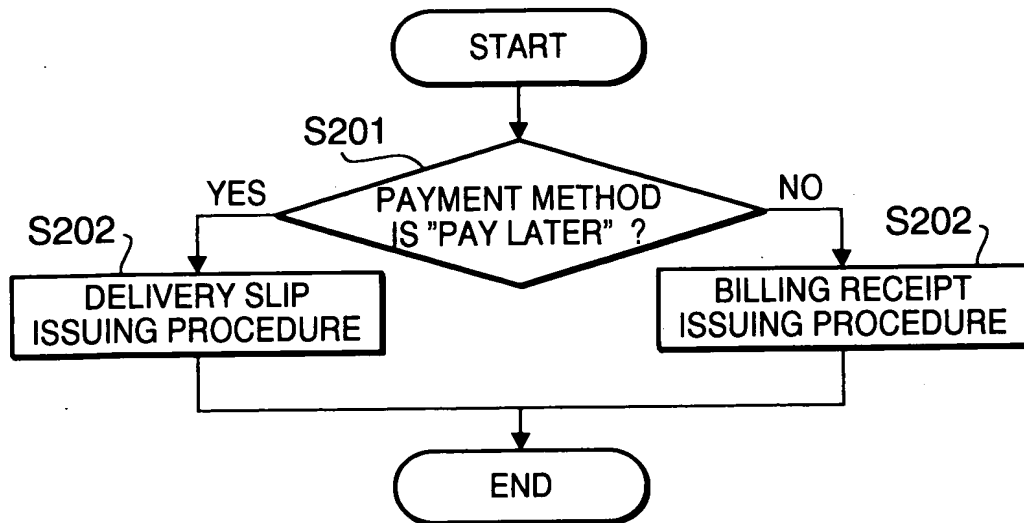 START
S201
YES
PAYMENT METHOD
IS "PAY LATER" ?
NO
S202
DELIVERY SLIP
ISSUING PROCEDURE
S202
BILLING RECEIPT
ISSUING PROCEDURE
END